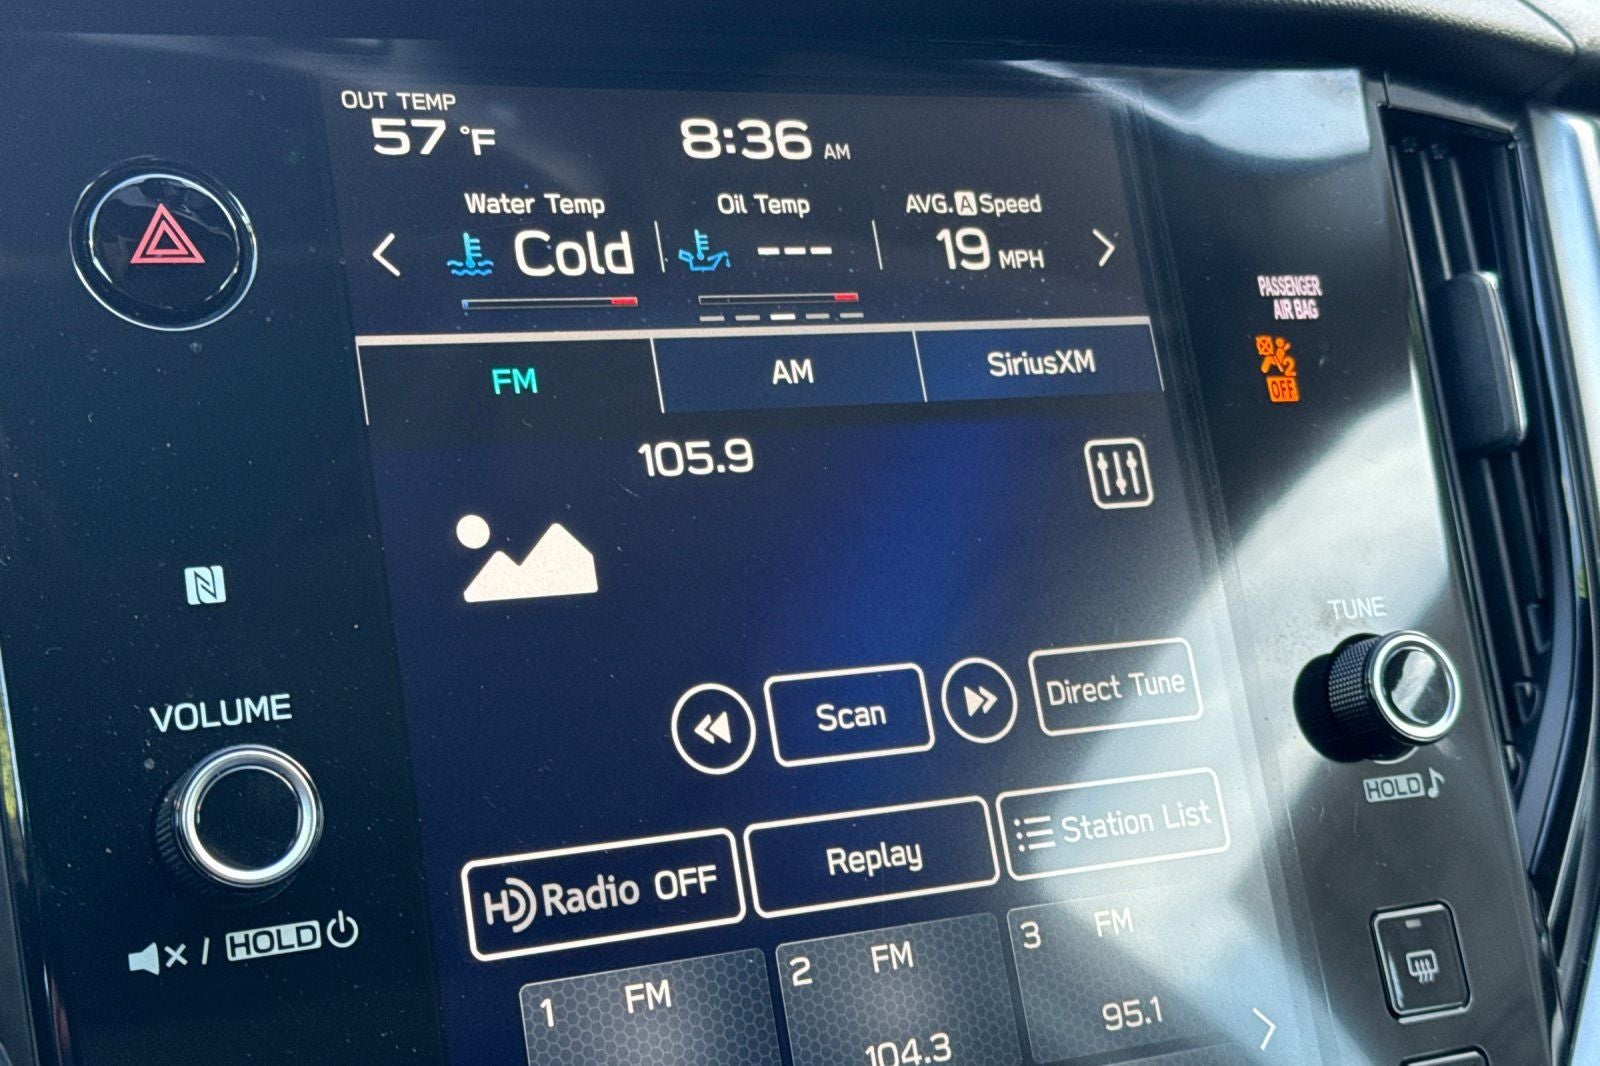 OUT TEMP
57 °F
8:36 AM
Water Temp
Cold
Oil Temp
---
AVG. A Speed
19 MPH
PASSENGER
AIR BAG
2
OFF
FM
AM
SiriusXM
105.9
TUNE
HOLD
VOLUME
/ HOLD
Scan
Direct Tune
HD Radio OFF
Replay
Station List
1 FM
2 FM
104.3
3 FM
95.1